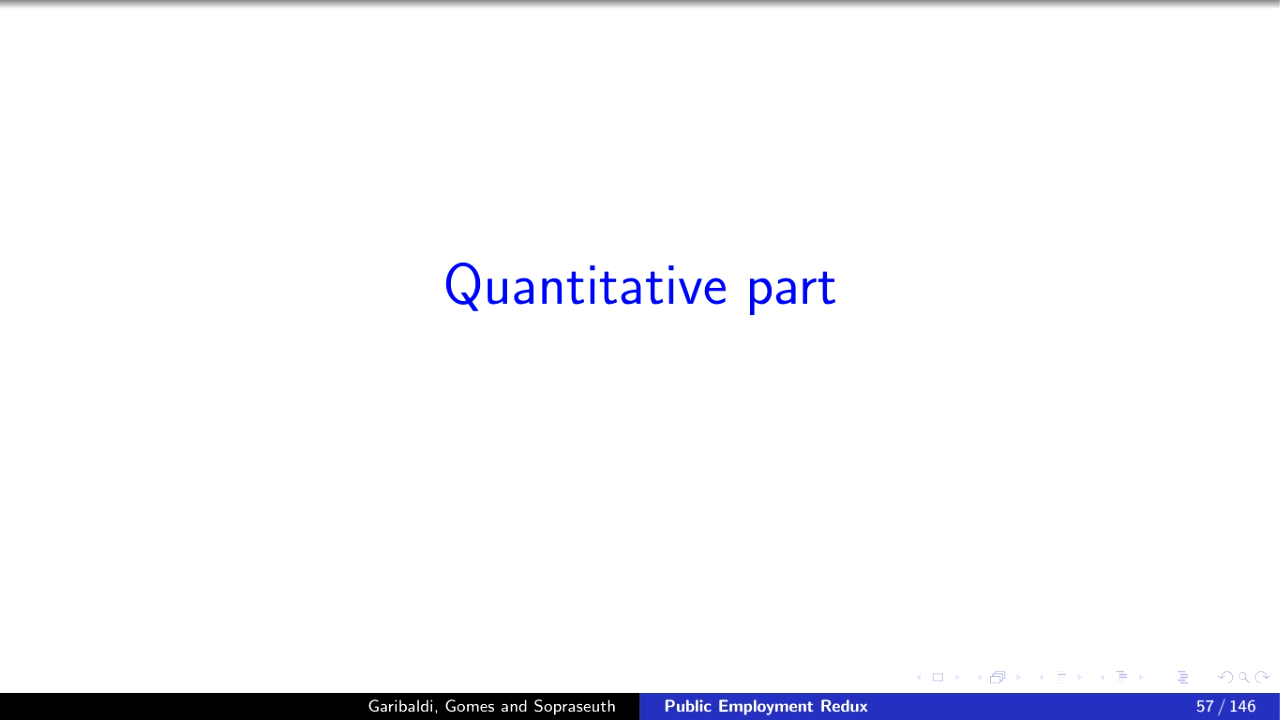 Quantitative part
Garibaldi, Gomes and Sopraseuth
Public Employment Redux
57 / 146